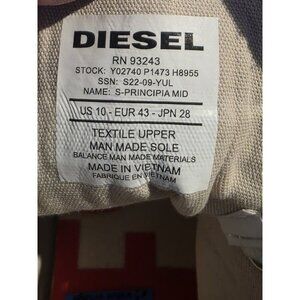 DIESEL
RN 93243
STOCK: Y02740 P1473 H8955
SSN: S22-09-YUL
NAME: S-PRINCIPIA MID
US 10 - EUR 43 - JPN 28
TEXTILE UPPER
MAN MADE SOLE
BALANCE MAN MADE MATERIALS
MADE IN VIETNAM
FABRIQUE EN VIETNAM